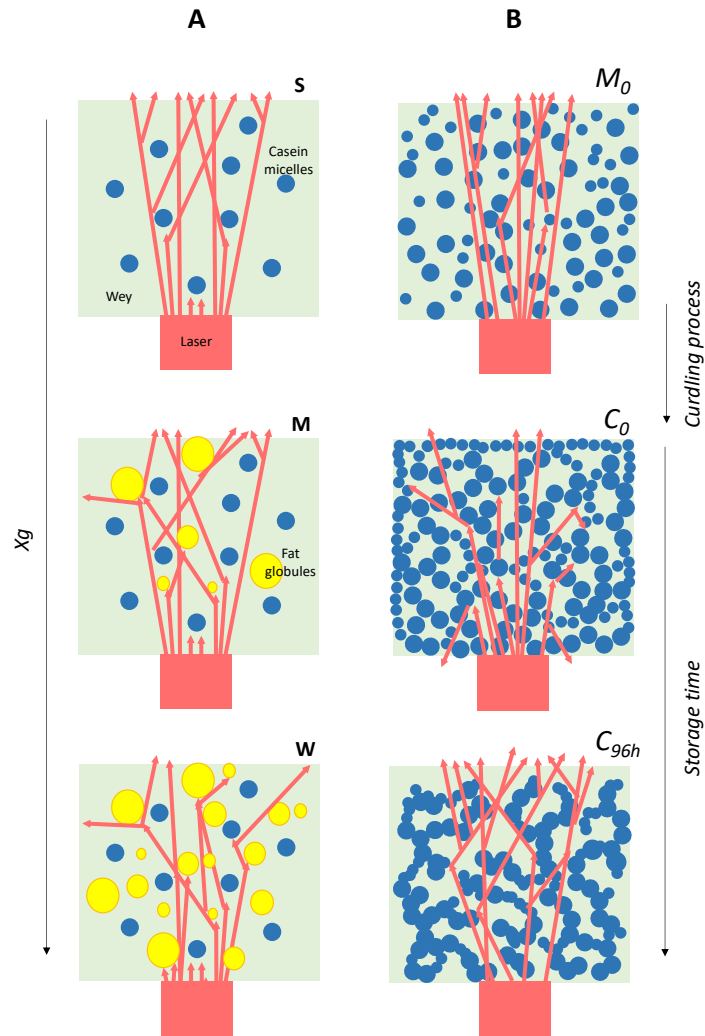 A
B
S
M0
Casein
micelles
Wey
Laser
Curdling process
M
C0
Xg
Fat
globules
W
C96h
Storage time